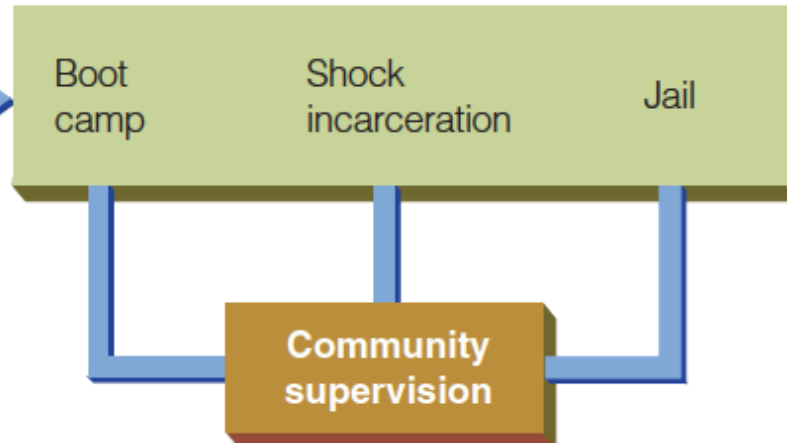 Boot
camp
Shock
incarceration
Jail
Community
supervision